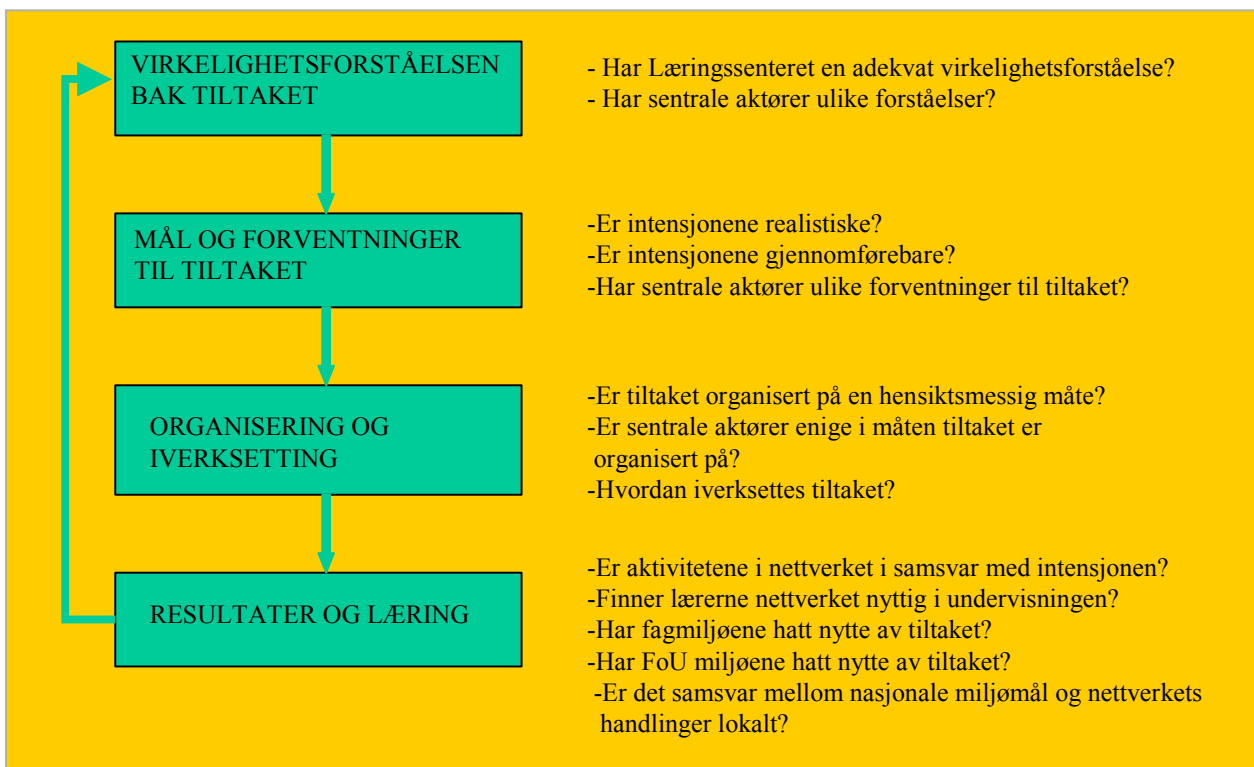 VIRKELIGHETSFORSTÅELSEN
BAK TILTAKET
- Har Læringssenteret en adekvat virkelighetsforståelse?
- Har sentrale aktører ulike forståelser?
MÅL OG FORVENTNINGER
TIL TILTAKET
-Er intensjonene realistiske?
-Er intensjonene gjennomførebare?
-Har sentrale aktører ulike forventninger til tiltaket?
ORGANISERING OG
IVERKSETTING
-Er tiltaket organisert på en hensiktsmessig måte?
-Er sentrale aktører enige i måten tiltaket er
organisert på?
-Hvordan iverksettes tiltaket?
RESULTATER OG LÆRING
-Er aktivitetene i nettverket i samsvar med intensjonen?
-Finner lærerne nettverket nyttig i undervisningen?
-Har fagmiljøene hatt nytte av tiltaket?
-Har FoU miljøene hatt nytte av tiltaket?
-Er det samsvar mellom nasjonale miljømål og nettverkets
handlinger lokalt?